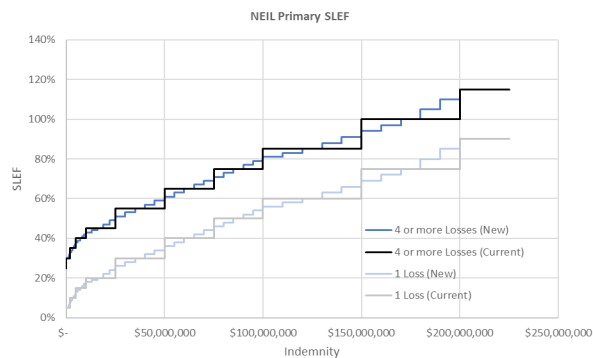 NEIL Primary SLEF
140%
120%
100%
80%
60%
40%
20%
0%
SLEF
4 or more Losses (New)
4 or more Losses (Current)
1 Loss (New)
1 Loss (Current)
$- $50,000,000 $100,000,000 $150,000,000 $200,000,000 $250,000,000
Indemnity